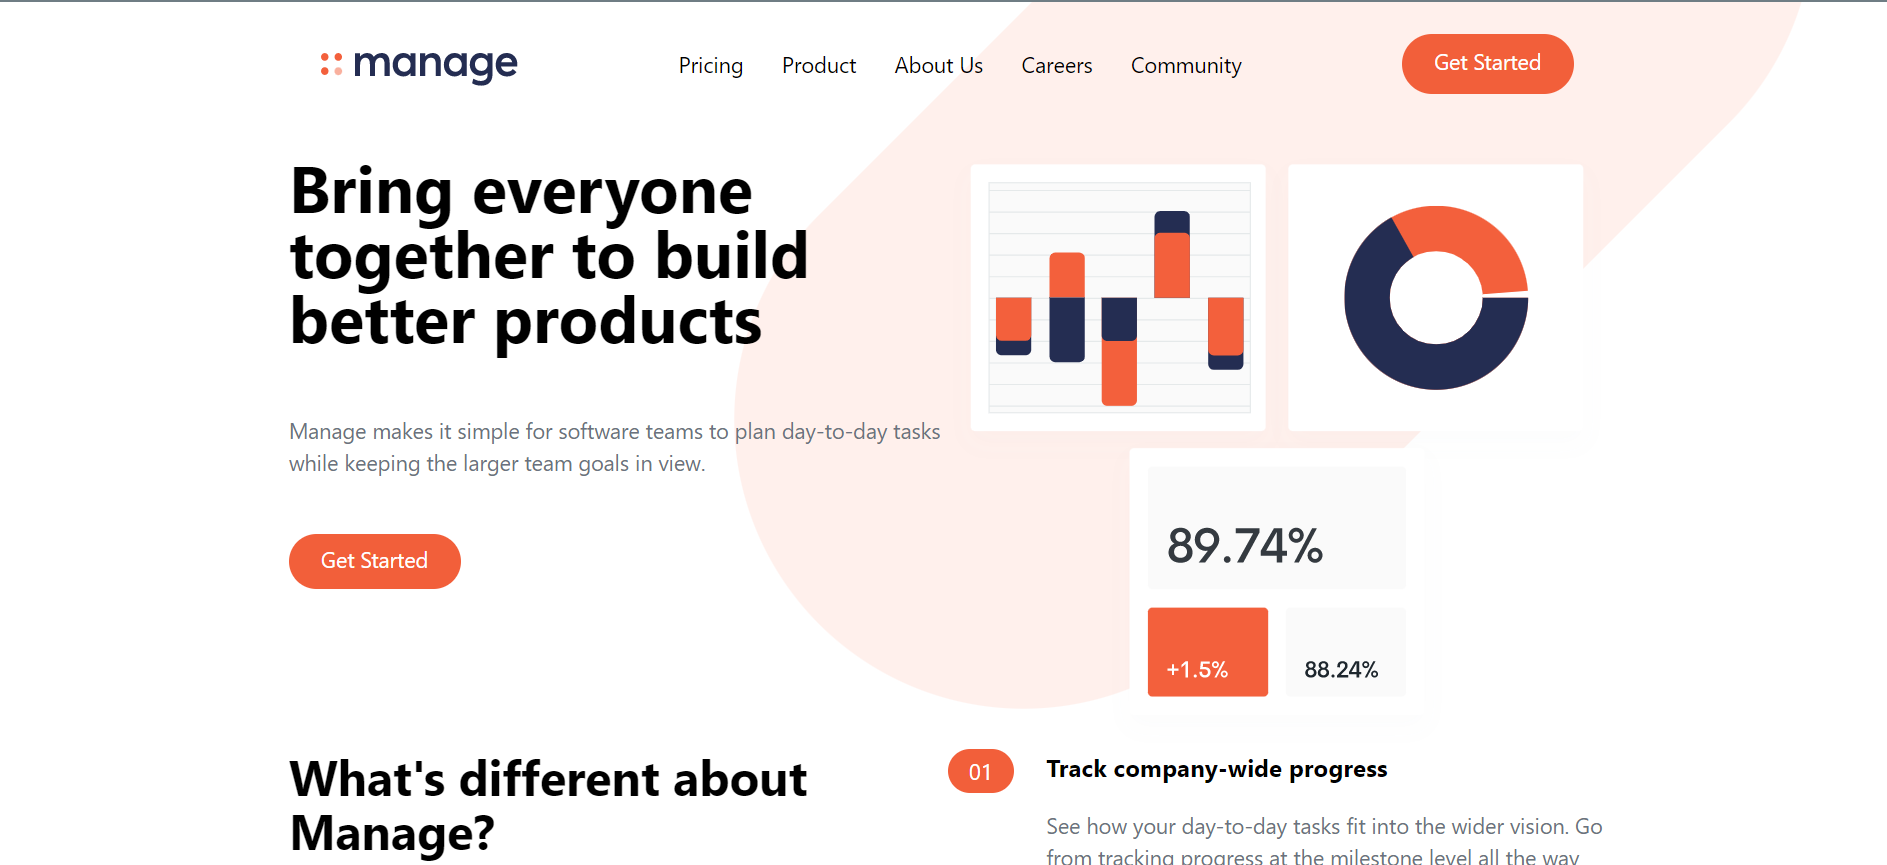 manage
Pricing
Product
About Us
Careers
Community
Get Started
Bring everyone
together to build
better products
Manage makes it simple for software teams to plan day-to-day tasks
while keeping the larger team goals in view.
Get Started
89.74%
+1.5%
88.24%
What's different about
Manage?
01
Track company-wide progress
See how your day-to-day tasks fit into the wider vision. Go
from tracking progress at the milestone level all the way